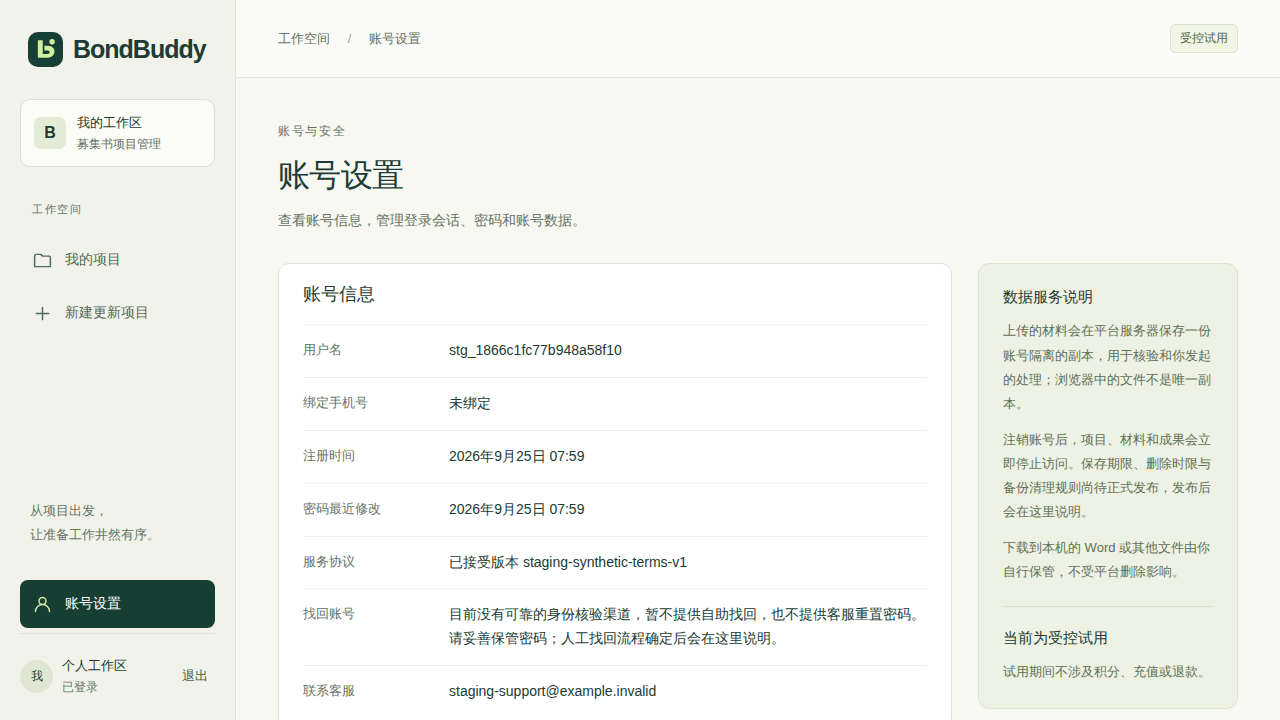 BondBuddy
B
我的工作区
募集书项目管理
工作空间
我的项目
新建更新项目
从项目出发，
让准备工作井然有序。
账号设置
我
个人工作区
已登录
退出
工作空间 / 账号设置
受控试用
账号与安全
账号设置
查看账号信息，管理登录会话、密码和账号数据。
账号信息
用户名 stg_1866c1fc77b948a58f10
绑定手机号 未绑定
注册时间 2026年9月25日 07:59
密码最近修改 2026年9月25日 07:59
服务协议 已接受版本 staging-synthetic-terms-v1
找回账号 目前没有可靠的身份核验渠道，暂不提供自助找回，也不提供客服重置密码。
请妥善保管密码；人工找回流程确定后会在这里说明。
联系客服 staging-support@example.invalid
数据服务说明
上传的材料会在平台服务器保存一份
账号隔离的副本，用于核验和你发起
的处理；浏览器中的文件不是唯一副
本。
注销账号后，项目、材料和成果会立
即停止访问。保存期限、删除时限与
备份清理规则尚待正式发布，发布后
会在这里说明。
下载到本机的 Word 或其他文件由你
自行保管，不受平台删除影响。
当前为受控试用
试用期间不涉及积分、充值或退款。